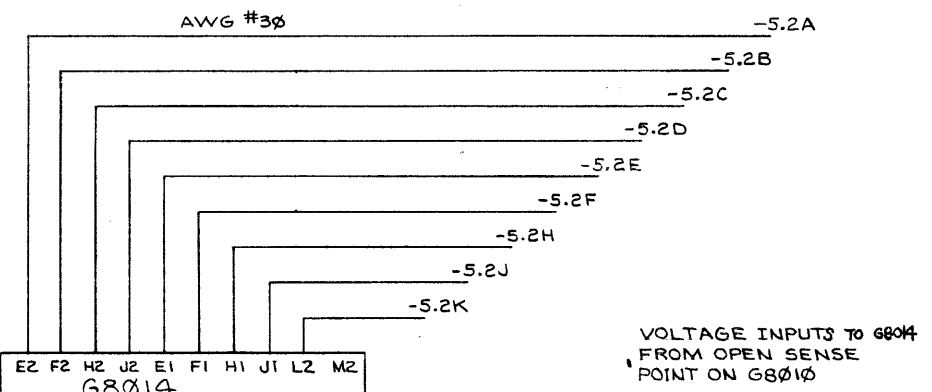 AWG #3Ø
-5.2A
-5.2B
-5.2C
-5.2D
-5.2E
-5.2F
-5.2H
-5.2J
-5.2K
E2 F2 H2 J2 E1 F1 H1 J1 L2 M2
G8Ø14
VOLTAGE INPUTS TO G8Ø14
FROM OPEN SENSE
POINT ON G8Ø1Ø